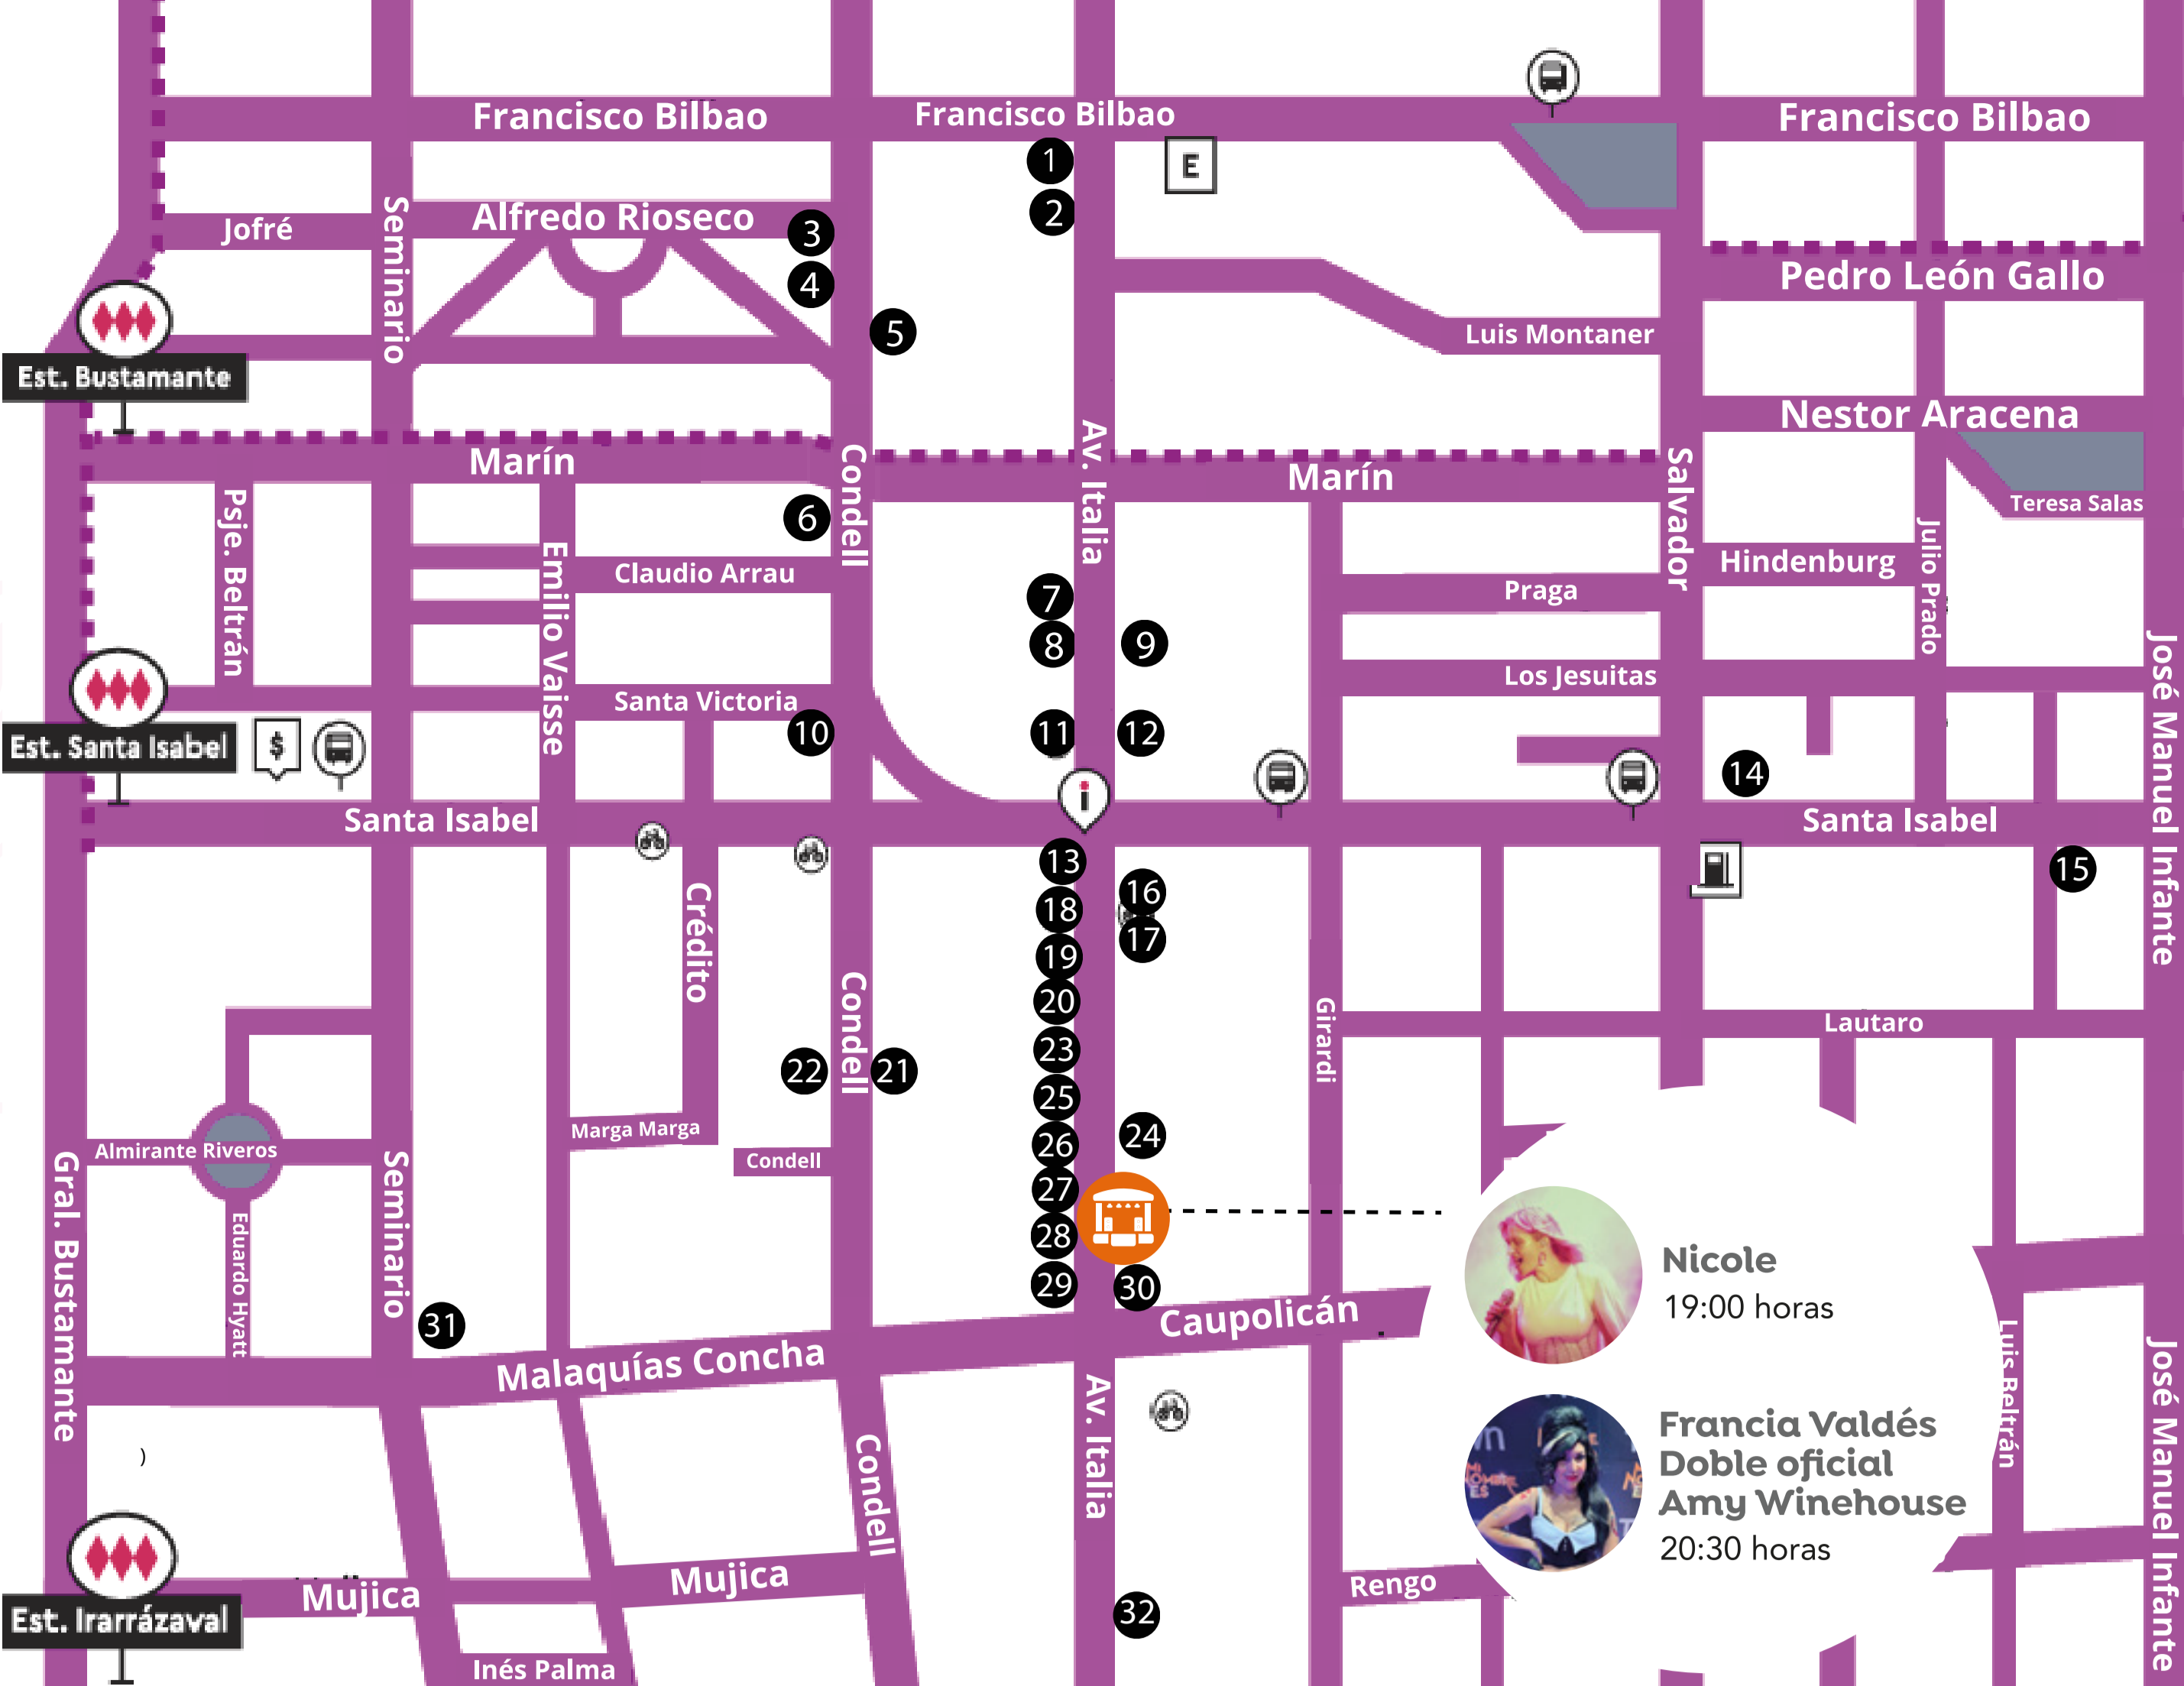 Francisco Bilbao
Francisco Bilbao
Francisco Bilbao
1
E
2
Jofré
Seminario
Alfredo Rioseco
3
4
5
Pedro León Gallo
Luis Montaner
Est. Bustamante
Nestor Aracena
Marín
Condell
Av. Italia
Marín
Salvador
Teresa Salas
Psje. Beltrán
6
Emilio Vaisse
Claudio Arrau
7
8
9
Praga
Hindenburg
Julio Prado
Los Jesuitas
José Manuel Infante
Santa Victoria
10
11
12
14
Est. Santa Isabel
$
i
Santa Isabel
Santa Isabel
13
16
15
18
17
19
20
Crédito
Condell
Girardi
Lautaro
23
22
21
25
24
26
Marga Marga
Condell
Almirante Riveros
Gral. Bustamante
Seminario
Eduardo Hyatt
27
28
29
30
31
Caupolicán
Malaquías Concha
Nicole
19:00 horas
Francia Valdés
Doble oficial
Amy Winehouse
20:30 horas
Luis Beltrán
José Manuel Infante
Av. Italia
Condell
)
Mujica
Mujica
Rengo
32
Est. Irarrázaval
Inés Palma